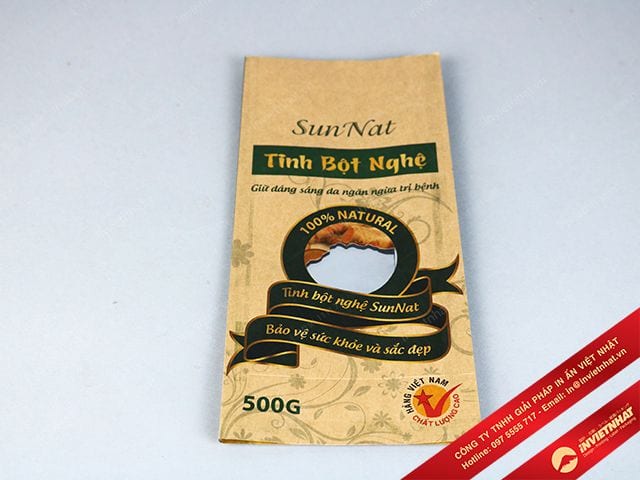 SunNat
Tinh Bột Nghệ
Giữ dáng sáng da ngăn ngừa trị bệnh
100% NATURAL
Tinh bột nghệ SunNat
Bảo vệ sức khỏe và sắc đẹp
500G
HÀNG VIỆT NAM
CHẤT LƯỢNG CAO
CÔNG TY TNHH GIẢI PHÁP IN ẤN VIỆT NHẬT
Hotline: 097 5555 717 - Email: in@invietnhat.vn
iNVIETNHAT